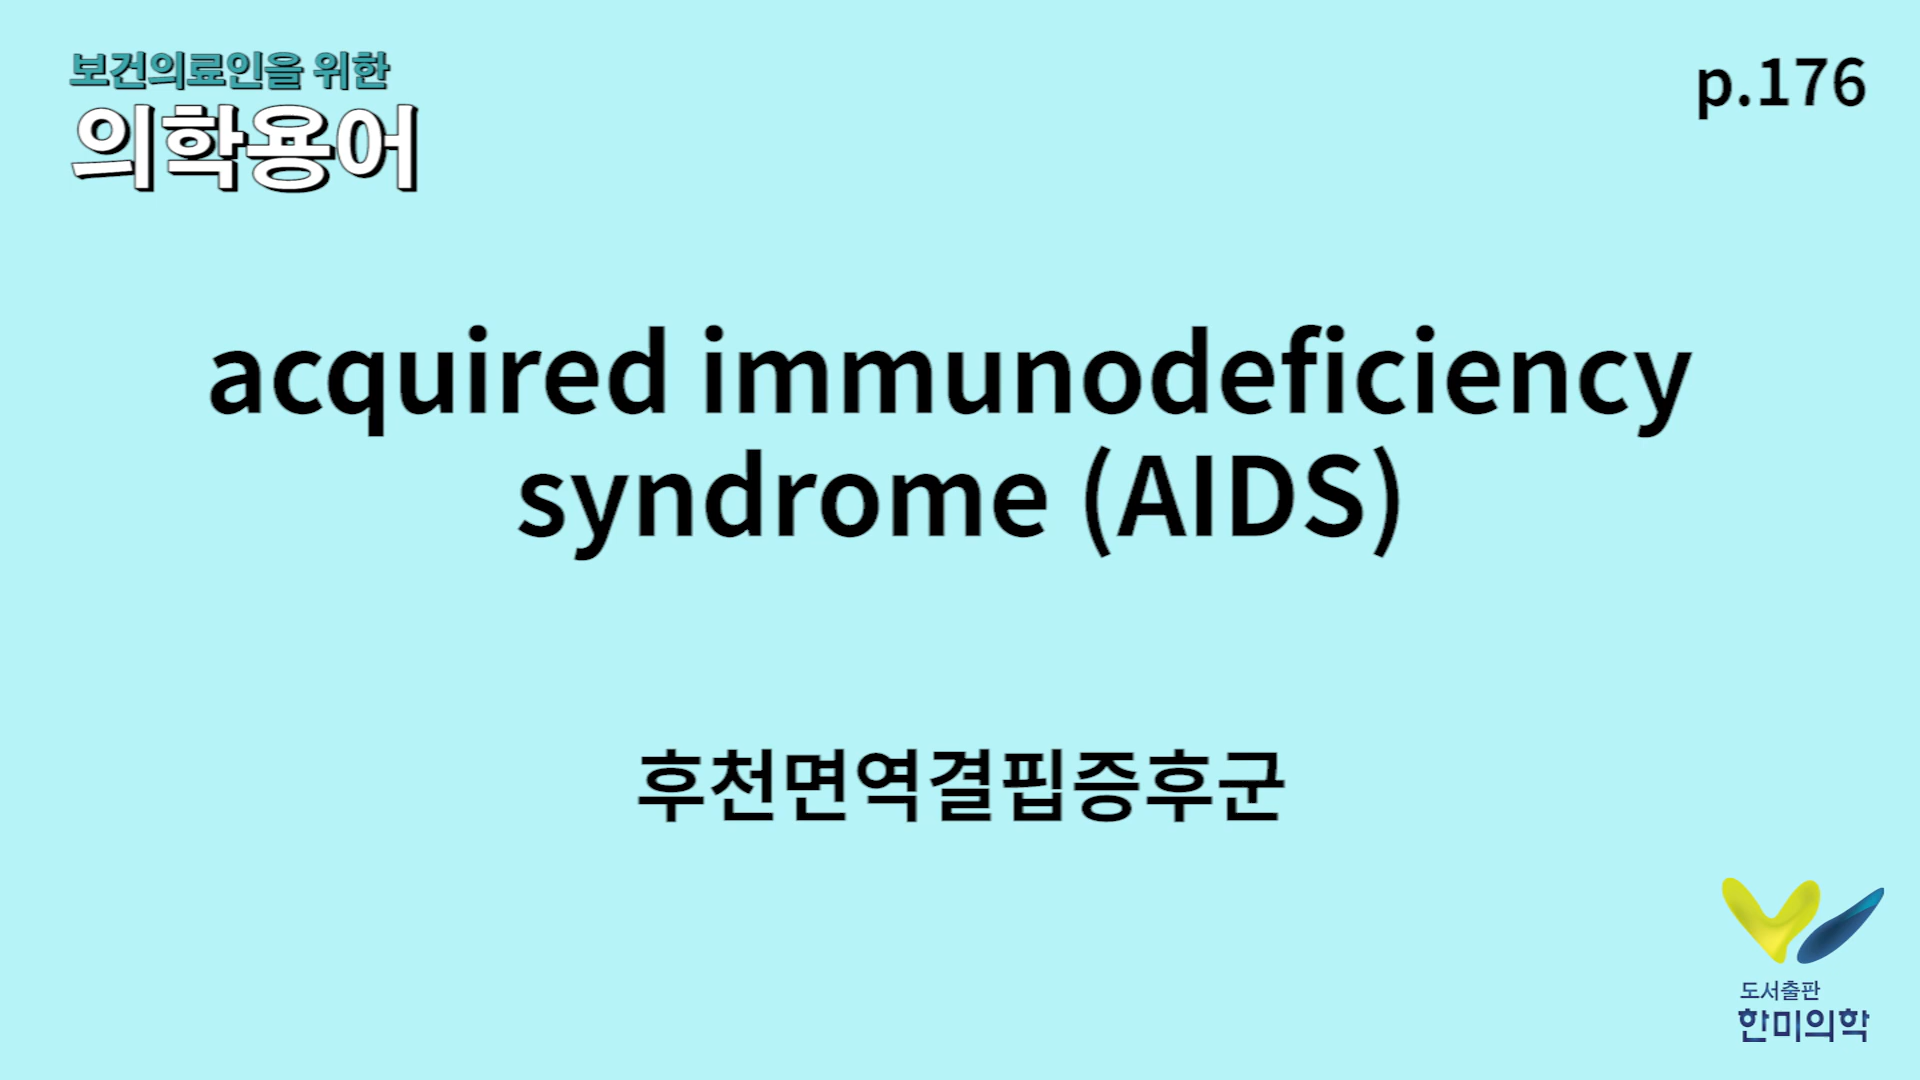 보건의료인을 위한
의학용어
p.176
acquired immunodeficiency
syndrome (AIDS)
후천면역결핍증후군
도서출판
한미의학